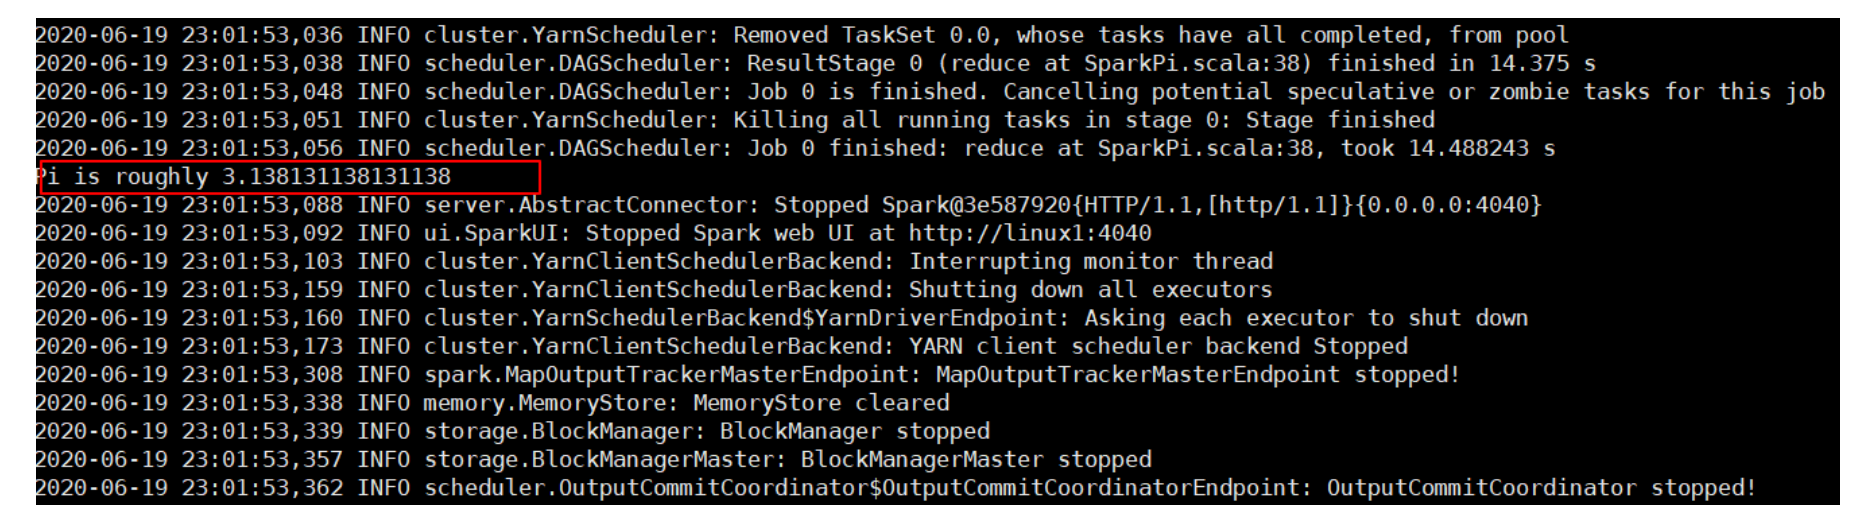 2020-06-19 23:01:53,036 INFO cluster.YarnScheduler: Removed TaskSet 0.0, whose tasks have all completed, from pool
2020-06-19 23:01:53,038 INFO scheduler.DAGScheduler: ResultStage 0 (reduce at SparkPi.scala:38) finished in 14.375 s
2020-06-19 23:01:53,048 INFO scheduler.DAGScheduler: Job 0 is finished. Cancelling potential speculative or zombie tasks for this job
2020-06-19 23:01:53,051 INFO cluster.YarnScheduler: Killing all running tasks in stage 0: Stage finished
2020-06-19 23:01:53,056 INFO scheduler.DAGScheduler: Job 0 finished: reduce at SparkPi.scala:38, took 14.488243 s
Pi is roughly 3.138131138131138
2020-06-19 23:01:53,088 INFO server.AbstractConnector: Stopped Spark@3e587920{HTTP/1.1,[http/1.1]}{0.0.0.0:4040}
2020-06-19 23:01:53,092 INFO ui.SparkUI: Stopped Spark web UI at http://linux1:4040
2020-06-19 23:01:53,103 INFO cluster.YarnClientSchedulerBackend: Interrupting monitor thread
2020-06-19 23:01:53,159 INFO cluster.YarnClientSchedulerBackend: Shutting down all executors
2020-06-19 23:01:53,160 INFO cluster.YarnSchedulerBackend$YarnDriverEndpoint: Asking each executor to shut down
2020-06-19 23:01:53,173 INFO cluster.YarnClientSchedulerBackend: YARN client scheduler backend Stopped
2020-06-19 23:01:53,308 INFO spark.MapOutputTrackerMasterEndpoint: MapOutputTrackerMasterEndpoint stopped!
2020-06-19 23:01:53,338 INFO memory.MemoryStore: MemoryStore cleared
2020-06-19 23:01:53,339 INFO storage.BlockManager: BlockManager stopped
2020-06-19 23:01:53,357 INFO storage.BlockManagerMaster: BlockManagerMaster stopped
2020-06-19 23:01:53,362 INFO scheduler.OutputCommitCoordinator$OutputCommitCoordinatorEndpoint: OutputCommitCoordinator stopped!